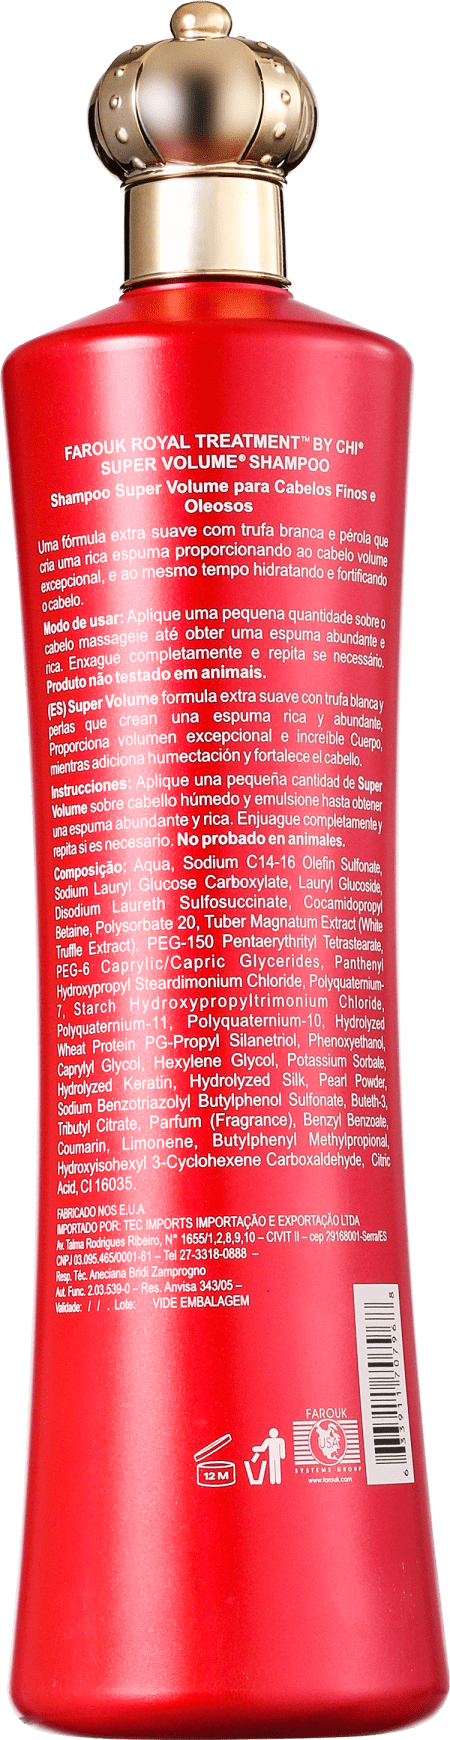 FAROUK ROYAL TREATMENT™ BY CHI®
SUPER VOLUME® SHAMPOO
Shampoo Super Volume para Cabelos Finos e
Oleosos
Uma fórmula extra suave com trufa branca e pérola que
cria uma rica espuma proporcionando ao cabelo volume
excepcional, e ao mesmo tempo hidratando e fortificando
o cabelo.
Modo de usar: Aplique uma pequena quantidade sobre o
cabelo massageie até obter uma espuma abundante e
rica. Enxague completamente e repita se necessário.
Produto não testado em animais.
(ES) Super Volume formula extra suave con trufa blanca y
perlas que crean una espuma rica y abundante,
Proporciona volumen excepcional e increíble Cuerpo,
mientras adiciona humectación y fortalece el cabello.
Instrucciones: Aplique una pequeña cantidad de Super
Volume sobre cabello húmedo y emulsione hasta obtener
una espuma abundante y rica. Enjuague completamente y
repita si es necesario. No probado en animales.
Composição: Aqua, Sodium C14-16 Olefin Sulfonate,
Sodium Lauryl Glucose Carboxylate, Lauryl Glucoside,
Disodium Laureth Sulfosuccinate, Cocamidopropyl
Betaine, Polysorbate 20, Tuber Magnatum Extract (White
Truffle Extract), PEG-150 Pentaerythrityl Tetrastearate,
PEG-6 Caprylic/Capric Glycerides, Panthenyl
Hydroxypropyl Steardimonium Chloride, Polyquaternium-
7, Starch Hydroxypropyltrimonium Chloride,
Polyquaternium-11, Polyquaternium-10, Hydrolyzed
Wheat Protein PG-Propyl Silanetriol, Phenoxyethanol,
Caprylyl Glycol, Hexylene Glycol, Potassium Sorbate,
Hydrolyzed Keratin, Hydrolyzed Silk, Pearl Powder,
Sodium Benzotriazolyl Butylphenol Sulfonate, Buteth-3,
Tributyl Citrate, Parfum (Fragrance), Benzyl Benzoate,
Coumarin, Limonene, Butylphenyl Methylpropional,
Hydroxyisohexyl 3-Cyclohexene Carboxaldehyde, Citric
Acid, CI 16035.
FABRICADO NOS E.U.A.
IMPORTADO POR: TEC IMPORTS IMPORTAÇÃO E EXPORTAÇÃO LTDA
Av. Talma Rodrigues Ribeiro, N° 1655/1,2,8,9,10 – CIVIT II – cep 29168001-Serra/ES
CNPJ 03.095.465/0001-61 – Tel 27-3318-0888 –
Resp. Téc. Aneciana Bridi Zamprogno
Aut. Func. 2.03.539-0 – Res. Anvisa 343/05 –
Validade: / / . Lote: VIDE EMBALAGEM
12 M
FAROUK
USA
SYSTEMS GROUP
www.farouk.com
6 33911 70796 8